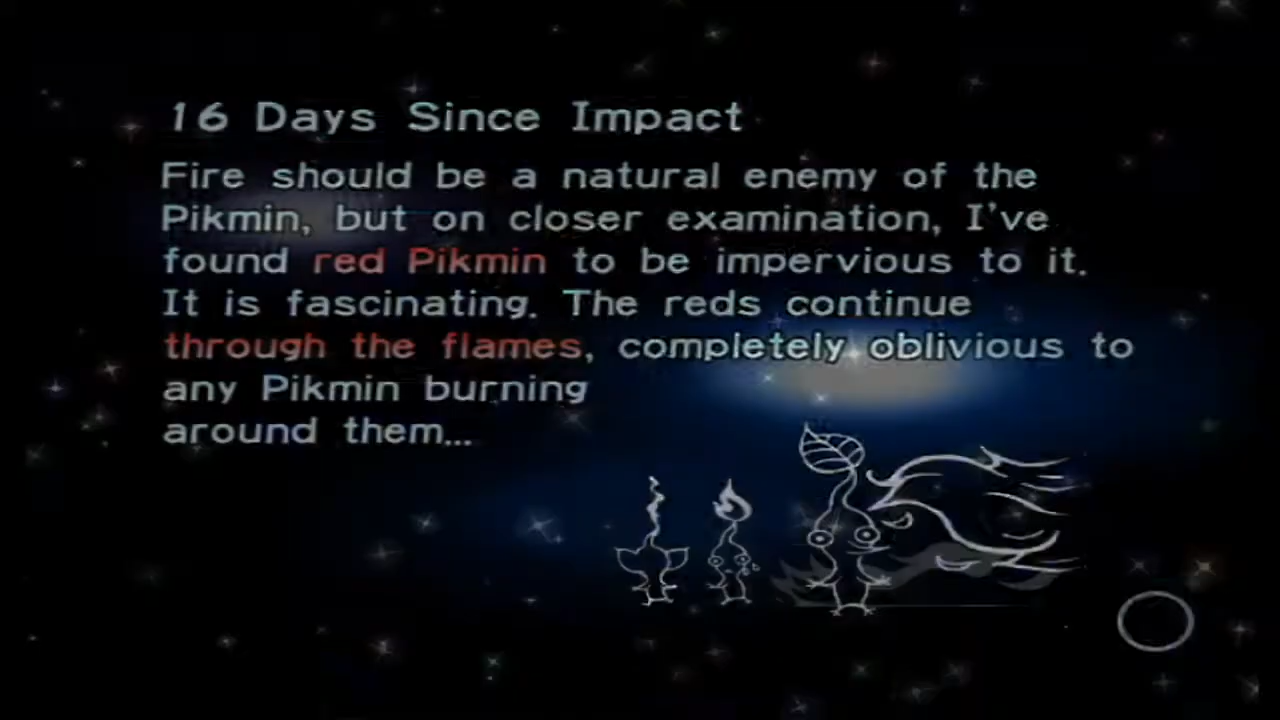 16 Days Since Impact
Fire should be a natural enemy of the
Pikmin, but on closer examination, I've
found red Pikmin to be impervious to it.
It is fascinating. The reds continue
through the flames, completely oblivious to
any Pikmin burning
around them...